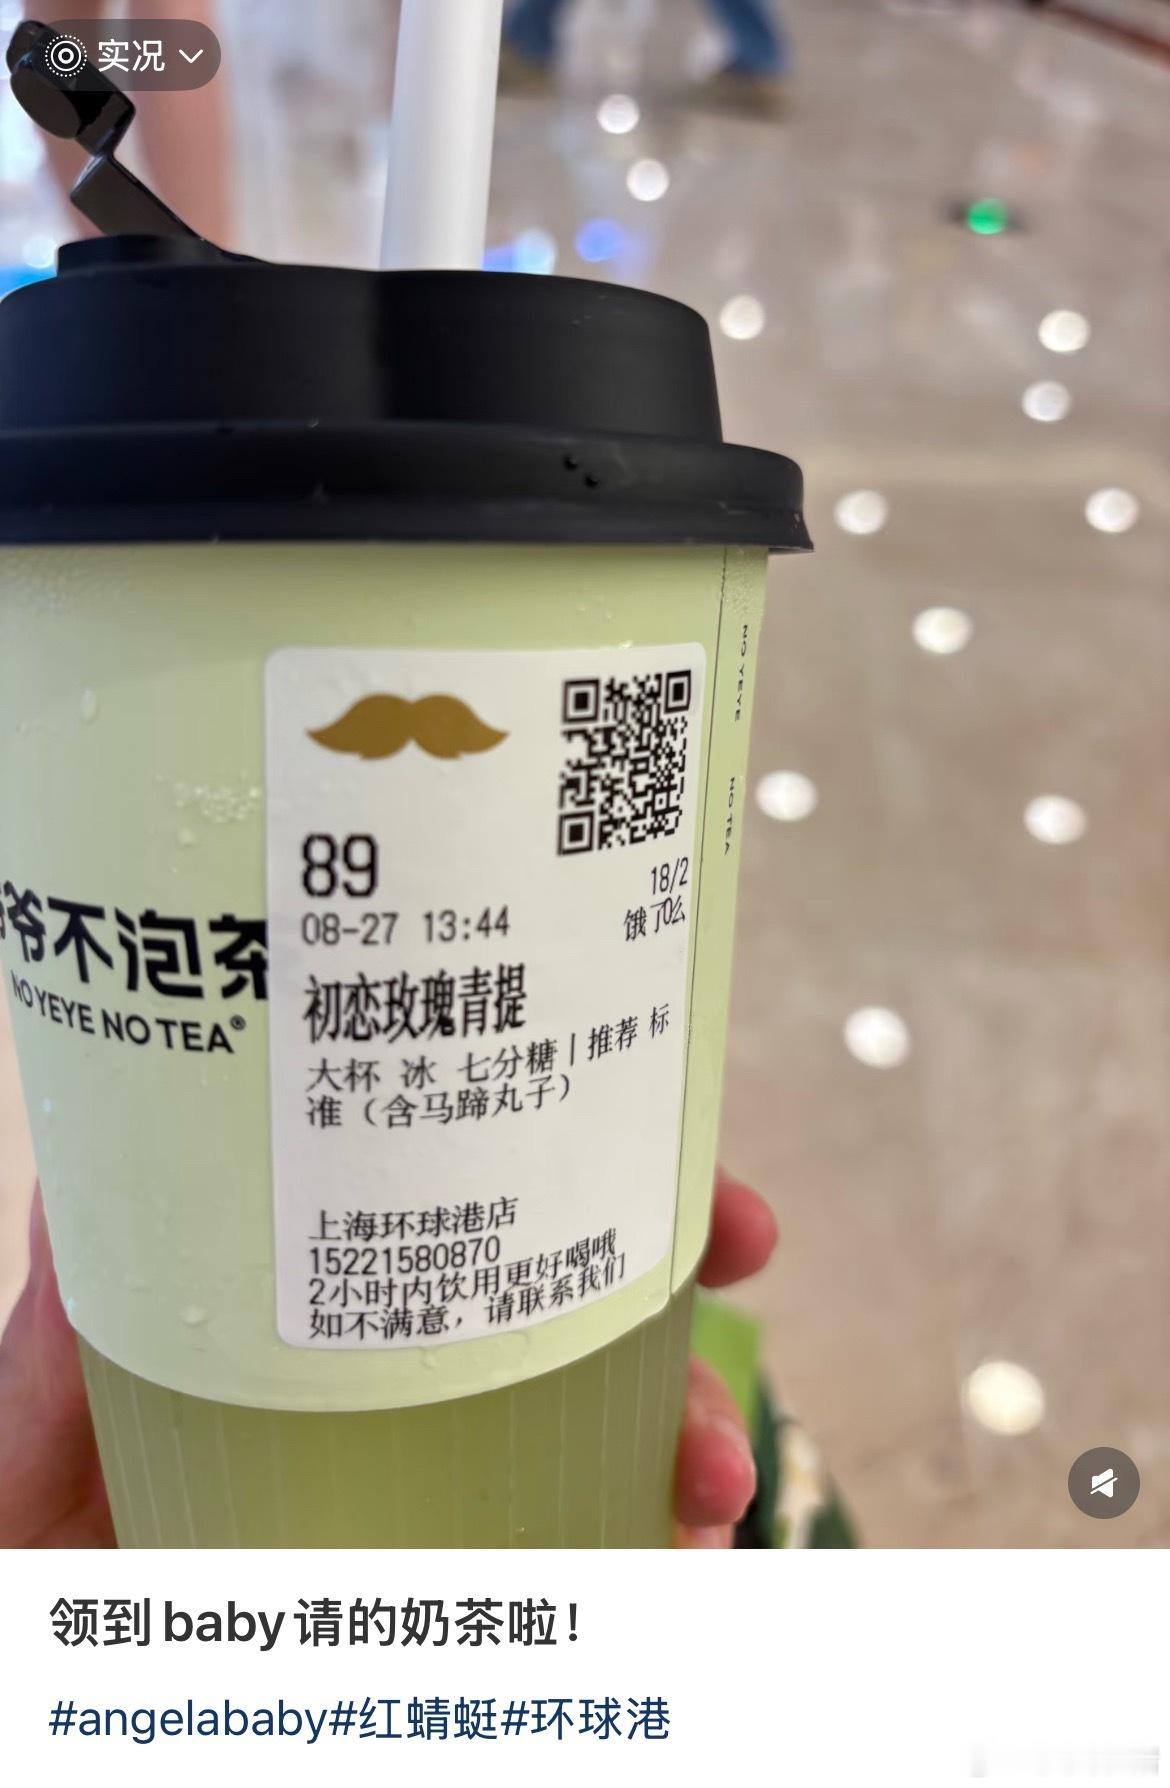 实况
89
08-27 13:44
18/2
饿了么
初恋玫瑰青提
大杯 冰 七分糖 | 推荐 标
准（含马蹄丸子）
上海环球港店
15221580870
2小时内饮用更好喝哦
如不满意，请联系我们
爷不泡茶
NO YEYE NO TEA®
NO YEYE
NO TEA
领到baby请的奶茶啦！
#angelababy#红蜻蜓#环球港